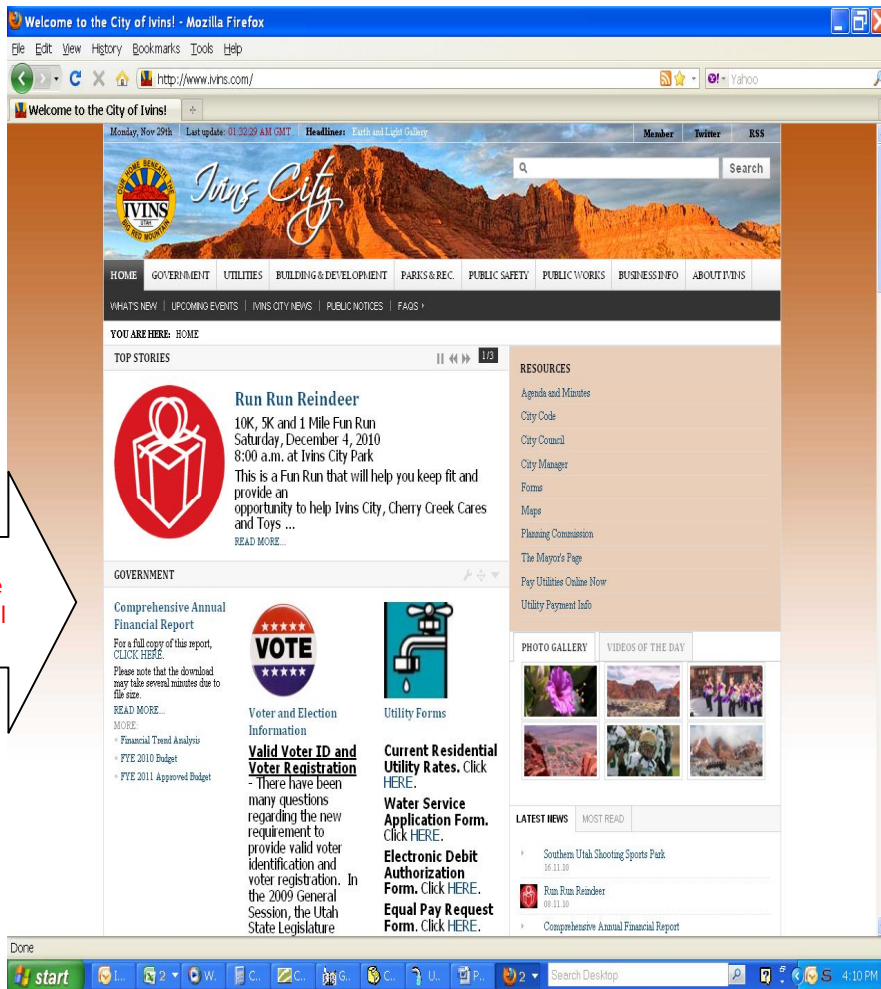 Welcome to the City of Ivins! - Mozilla Firefox
File Edit View History Bookmarks Tools Help
http://www.ivins.com/
Yahoo
Welcome to the City of Ivins!
Monday, Nov 29th Last update: 01:32:29 AM GMT Headlines: Earth and Light Gallery
Member Twitter RSS
OUR HOME BENEATH THE
IVINS
UTAH
BIG RED MOUNTAIN
Ivins City
Search
HOME GOVERNMENT UTILITIES BUILDING & DEVELOPMENT PARKS & REC. PUBLIC SAFETY PUBLIC WORKS BUSINESS INFO ABOUT IVINS
WHAT'S NEW | UPCOMING EVENTS | IVINS CITY NEWS | PUBLIC NOTICES | FAQS
YOU ARE HERE: HOME
TOP STORIES
1/3
Run Run Reindeer
10K, 5K and 1 Mile Fun Run
Saturday, December 4, 2010
8:00 a.m. at Ivins City Park
This is a Fun Run that will help you keep fit and
provide an
opportunity to help Ivins City, Cherry Creek Cares
and Toys ...
READ MORE...
GOVERNMENT
Comprehensive Annual
Financial Report
For a full copy of this report,
CLICK HERE.
Please note that the download
may take several minutes due to
file size.
READ MORE...
MORE:
Financial Trend Analysis
FYE 2010 Budget
FYE 2011 Approved Budget
VOTE
Voter and Election
Information
Valid Voter ID and
Voter Registration
- There have been
many questions
regarding the new
requirement to
provide valid voter
identification and
voter registration. In
the 2009 General
Session, the Utah
State Legislature
Utility Forms
Current Residential
Utility Rates. Click
HERE.
Water Service
Application Form.
Click HERE.
Electronic Debit
Authorization
Form. Click HERE.
Equal Pay Request
Form. Click HERE.
RESOURCES
Agenda and Minutes
City Code
City Council
City Manager
Forms
Maps
Planning Commission
The Mayor's Page
Pay Utilities Online Now
Utility Payment Info
PHOTO GALLERY VIDEOS OF THE DAY
LATEST NEWS MOST READ
Southern Utah Shooting Sports Park
16.11.10
Run Run Reindeer
08.11.10
Comprehensive Annual Financial Report
Done
start I... 2 W. C.. C.. G.. C.. U.. P.. 2 Search Desktop 4:10 PM